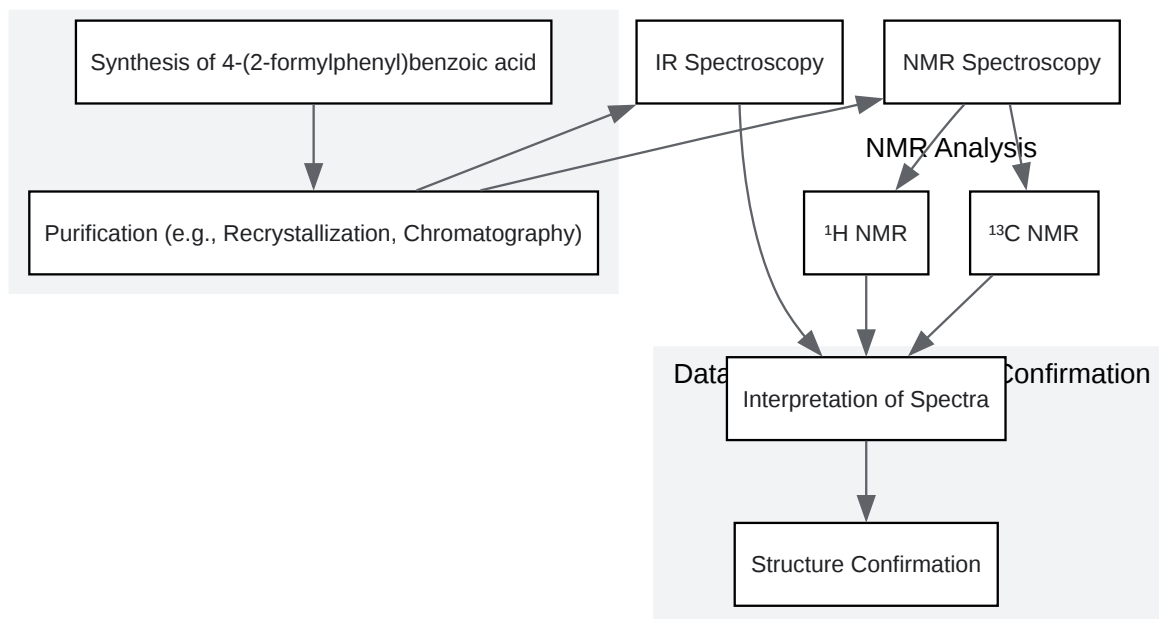 Synthesis of 4-(2-formylphenyl)benzoic acid
IR Spectroscopy
NMR Spectroscopy
NMR Analysis
Purification (e.g., Recrystallization, Chromatography)
¹H NMR
¹³C NMR
Data
Confirmation
Interpretation of Spectra
Structure Confirmation